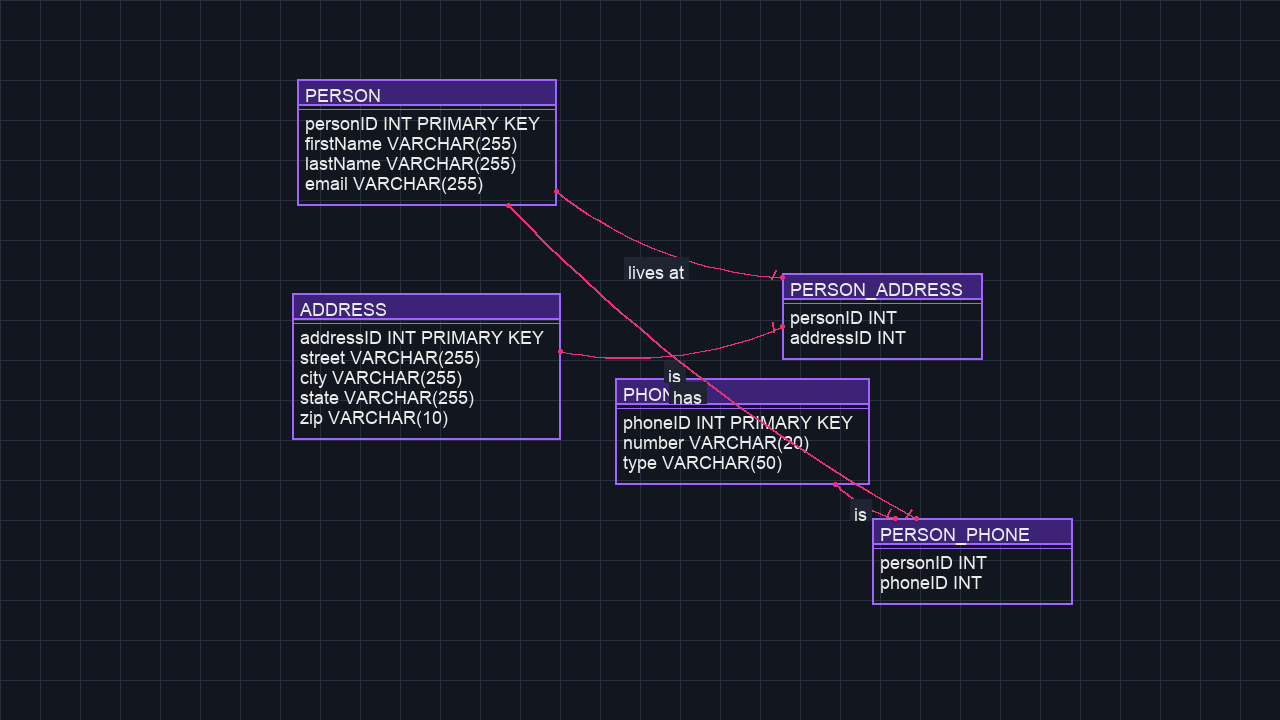 PERSON
personID INT PRIMARY KEY
firstName VARCHAR(255)
lastName VARCHAR(255)
email VARCHAR(255)
lives at
PERSON_ADDRESS
personID INT
addressID INT
ADDRESS
addressID INT PRIMARY KEY
street VARCHAR(255)
city VARCHAR(255)
state VARCHAR(255)
zip VARCHAR(10)
is
has
phoneID INT PRIMARY KEY
number VARCHAR(20)
type VARCHAR(50)
is
PERSON_PHONE
personID INT
phoneID INT